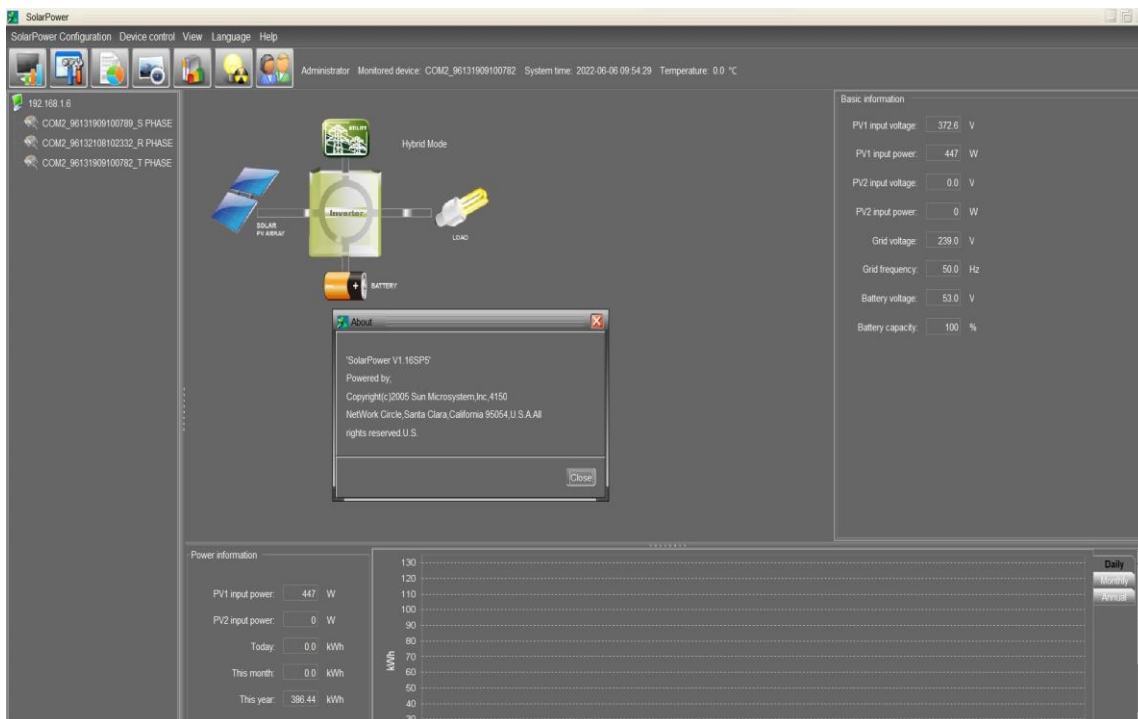 SolarPower
SolarPower Configuration Device control View Language Help
Administrator Monitored device: COM2_96131909100782 System time: 2022-06-06 09:54:29 Temperature: 0.0 °C
192.168.1.6
COM2_96131909100789_S PHASE
COM2_96132108102332_R PHASE
COM2_96131909100782_T PHASE
UTILITY
Hybrid Mode
Inverter
SOLAR
PV ARRAY
LOAD
BATTERY
Basic information
PV1 input voltage: 372.6 V
PV1 input power: 447 W
PV2 input voltage: 0.0 V
PV2 input power: 0 W
Grid voltage: 239.0 V
Grid frequency: 50.0 Hz
Battery voltage: 53.0 V
Battery capacity: 100 %
About
'SolarPower V1.16SP5'
Powered by;
Copyright(c)2005 Sun Microsystem,Inc,4150
NetWork Circle,Santa Clara,California 95054,U.S.A.All
rights reserved.U.S.
Close
Power information
PV1 input power: 447 W
PV2 input power: 0 W
Today: 0.0 kWh
This month: 0.0 kWh
This year: 386.44 kWh
kWh
130
120
110
100
90
80
70
60
50
40
30
Daily
Monthly
Annual